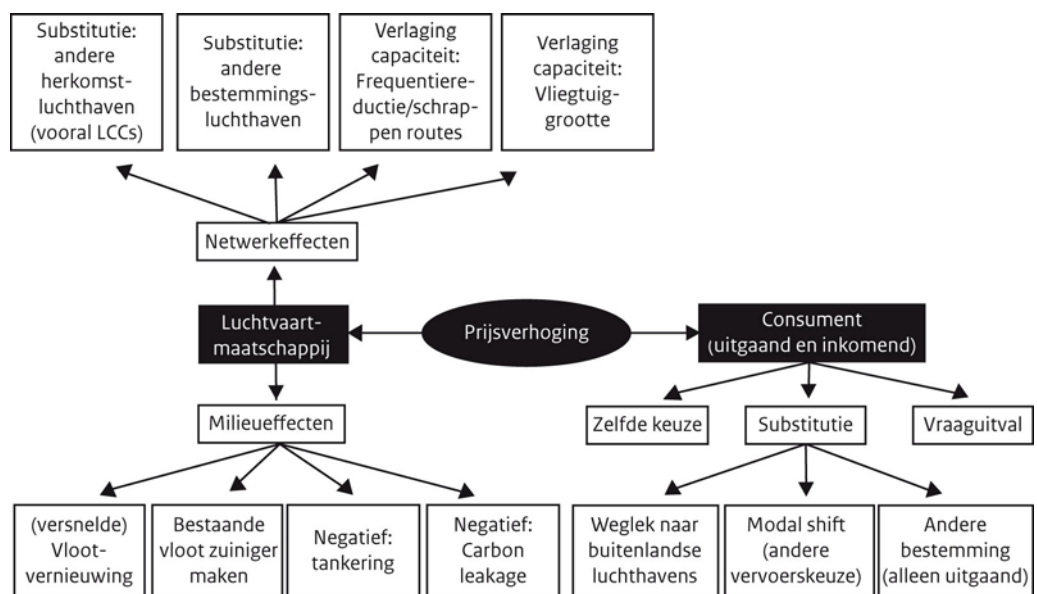 Substitutie:
andere
herkomst-
luchthaven
(vooral LCCs)
Substitutie:
andere
bestemmings-
luchthaven
Verlaging
capaciteit:
Frequentiere-
ductie/schrap-
pen routes
Verlaging
capaciteit:
Vliegtuig-
grootte
Netwerkeffecten
Luchtvaart-
maatschappij
Prijsverhoging
Consument
(uitgaand en inkomend)
Milieueffecten
Zelfde keuze
Substitutie
Vraaguitval
(versnelde)
Vloot-
vernieuwing
Bestaande
vloot zuiniger
maken
Negatief:
tankering
Negatief:
Carbon
leakage
Weglek naar
buitenlandse
luchthavens
Modal shift
(andere
vervoerskeuze)
Andere
bestemming
(alleen uitgaand)